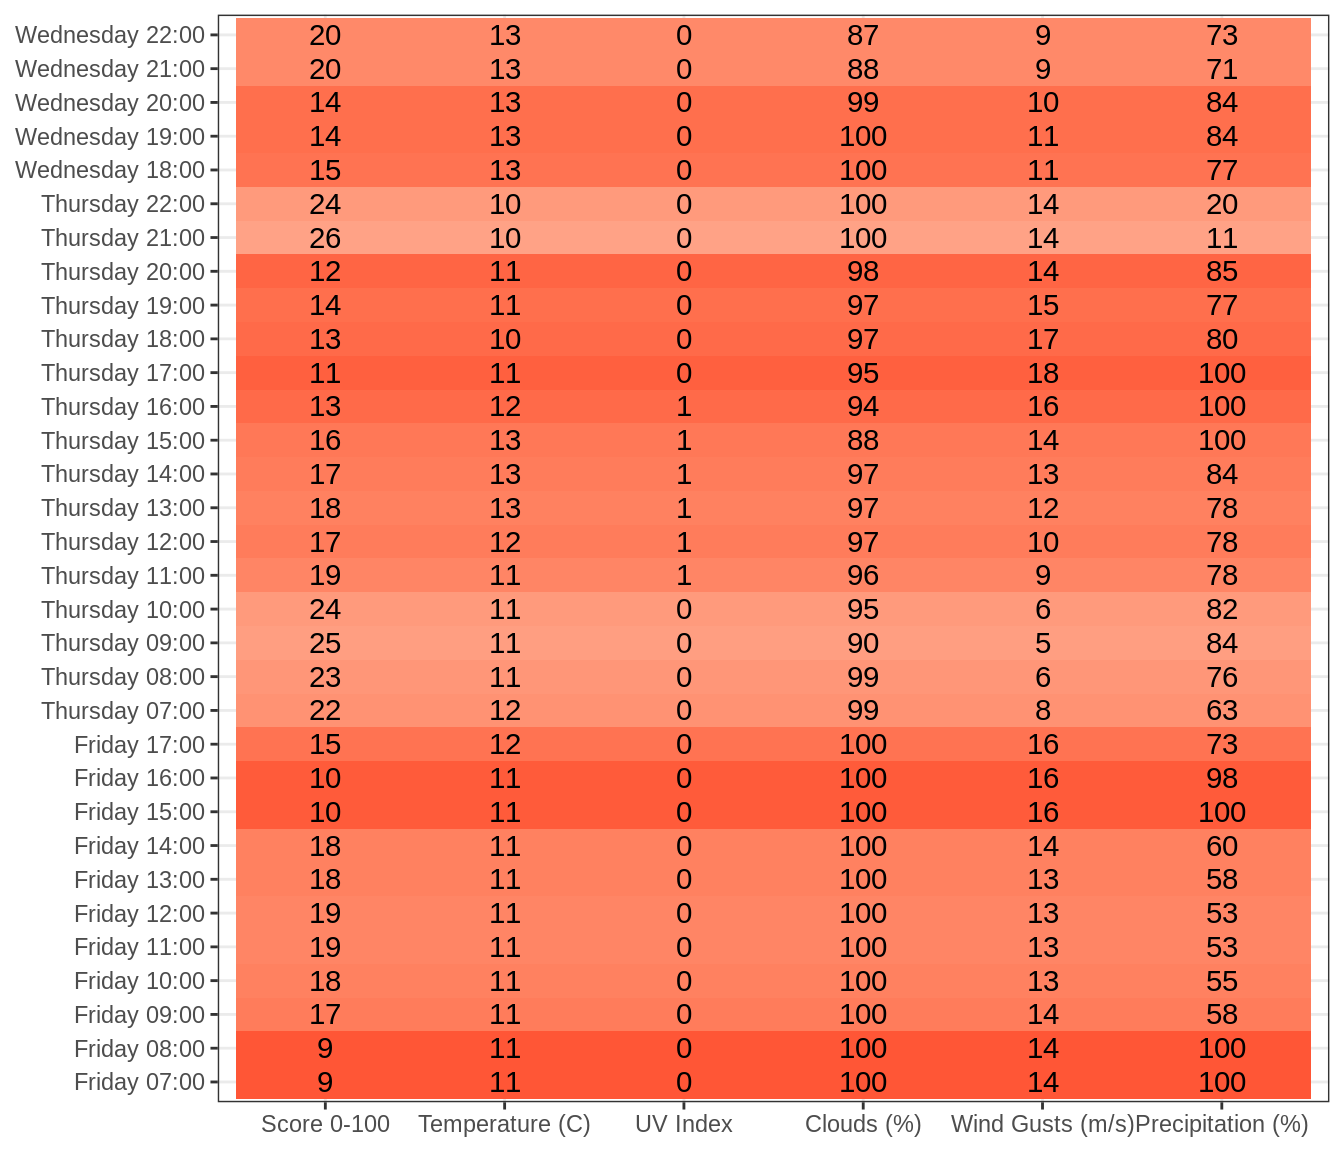 Wednesday 22:00 20 13 0 87 9 73
Wednesday 21:00 20 13 0 88 9 71
Wednesday 20:00 14 13 0 99 10 84
Wednesday 19:00 14 13 0 100 11 84
Wednesday 18:00 15 13 0 100 11 77
Thursday 22:00 24 10 0 100 14 20
Thursday 21:00 26 10 0 100 14 11
Thursday 20:00 12 11 0 98 14 85
Thursday 19:00 14 11 0 97 15 77
Thursday 18:00 13 10 0 97 17 80
Thursday 17:00 11 11 0 95 18 100
Thursday 16:00 13 12 1 94 16 100
Thursday 15:00 16 13 1 88 14 100
Thursday 14:00 17 13 1 97 13 84
Thursday 13:00 18 13 1 97 12 78
Thursday 12:00 17 12 1 97 10 78
Thursday 11:00 19 11 1 96 9 78
Thursday 10:00 24 11 0 95 6 82
Thursday 09:00 25 11 0 90 5 84
Thursday 08:00 23 11 0 99 6 76
Thursday 07:00 22 12 0 99 8 63
Friday 17:00 15 12 0 100 16 73
Friday 16:00 10 11 0 100 16 98
Friday 15:00 10 11 0 100 16 100
Friday 14:00 18 11 0 100 14 60
Friday 13:00 18 11 0 100 13 58
Friday 12:00 19 11 0 100 13 53
Friday 11:00 19 11 0 100 13 53
Friday 10:00 18 11 0 100 13 55
Friday 09:00 17 11 0 100 14 58
Friday 08:00 9 11 0 100 14 100
Friday 07:00 9 11 0 100 14 100
Score 0-100 Temperature (C) UV Index Clouds (%) Wind Gusts (m/s) Precipitation (%)